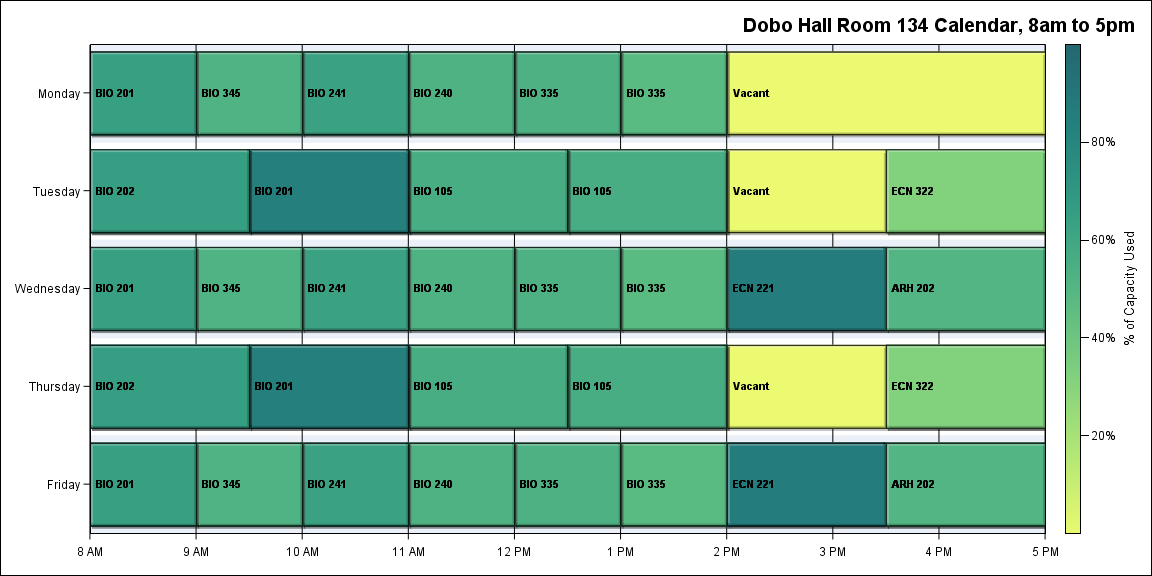 Dobo Hall Room 134 Calendar, 8am to 5pm
Monday BIO 201 BIO 345 BIO 241 BIO 240 BIO 335 BIO 335 Vacant
80%
Tuesday BIO 202 BIO 201 BIO 105 BIO 105 Vacant ECN 322
60%
% of Capacity Used
Wednesday BIO 201 BIO 345 BIO 241 BIO 240 BIO 335 BIO 335 ECN 221 ARH 202
40%
Thursday BIO 202 BIO 201 BIO 105 BIO 105 Vacant ECN 322
20%
Friday BIO 201 BIO 345 BIO 241 BIO 240 BIO 335 BIO 335 ECN 221 ARH 202
8 AM 9 AM 10 AM 11 AM 12 PM 1 PM 2 PM 3 PM 4 PM 5 PM